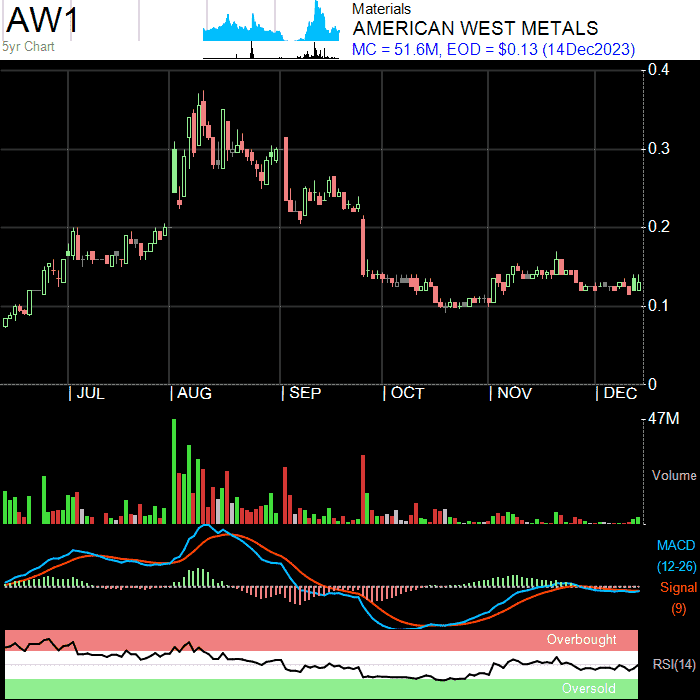 AW1
5yr Chart
Materials
AMERICAN WEST METALS
MC = 51.6M, EOD = $0.13 (14Dec2023)
0.4
0.3
0.2
0.1
0
JUL AUG SEP OCT NOV DEC
47M
Volume
MACD
(12-26)
Signal
(9)
Overbought
RSI(14)
Oversold